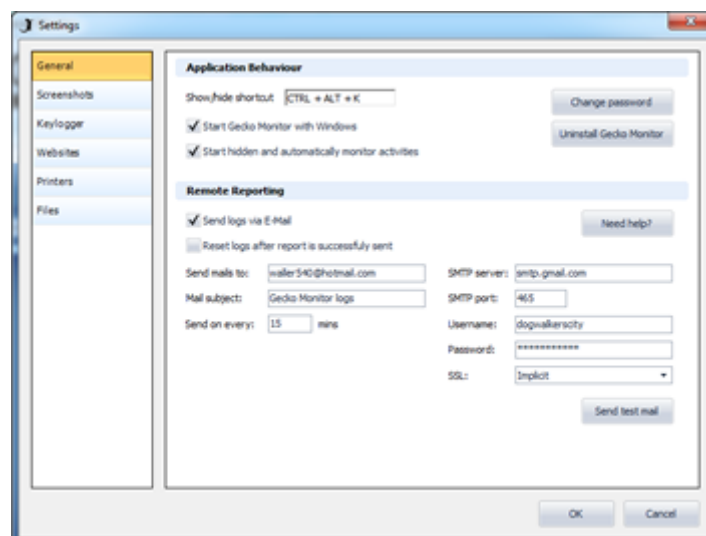 Settings
General
Screenshots
Keylogger
Websites
Printers
Files
Application Behaviour
Show/hide shortcut CTRL + ALT + K
Change password
Start Gecko Monitor with Windows
Uninstall Gecko Monitor
Start hidden and automatically monitor activities
Remote Reporting
Send logs via E-Mail
Need help?
Reset logs after report is successfuly sent
Send mails to: waller540@hotmail.com
SMTP server: smtp.gmail.com
Mail subject: Gecko Monitor logs
SMTP port: 465
Send on every: 15 mins
Username: dogwalkerscity
Password: ***********
SSL: Implicit
Send test mail
OK Cancel